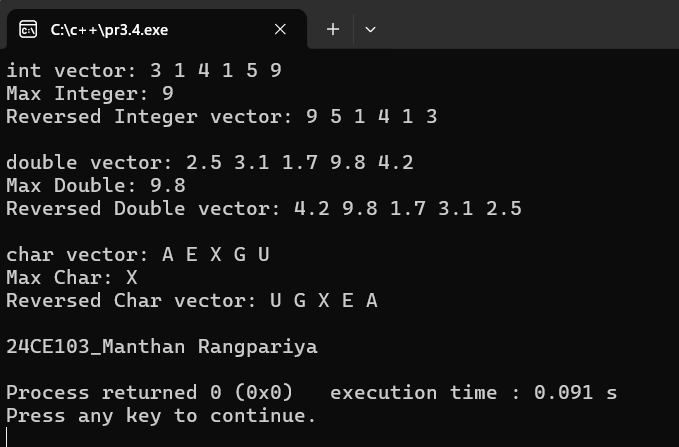 C:\c++\pr3.4.exe
int vector: 3 1 4 1 5 9
Max Integer: 9
Reversed Integer vector: 9 5 1 4 1 3
double vector: 2.5 3.1 1.7 9.8 4.2
Max Double: 9.8
Reversed Double vector: 4.2 9.8 1.7 3.1 2.5
char vector: A E X G U
Max Char: X
Reversed Char vector: U G X E A
24CE103_Manthan Rangpariya
Process returned 0 (0x0)   execution time : 0.091 s
Press any key to continue.